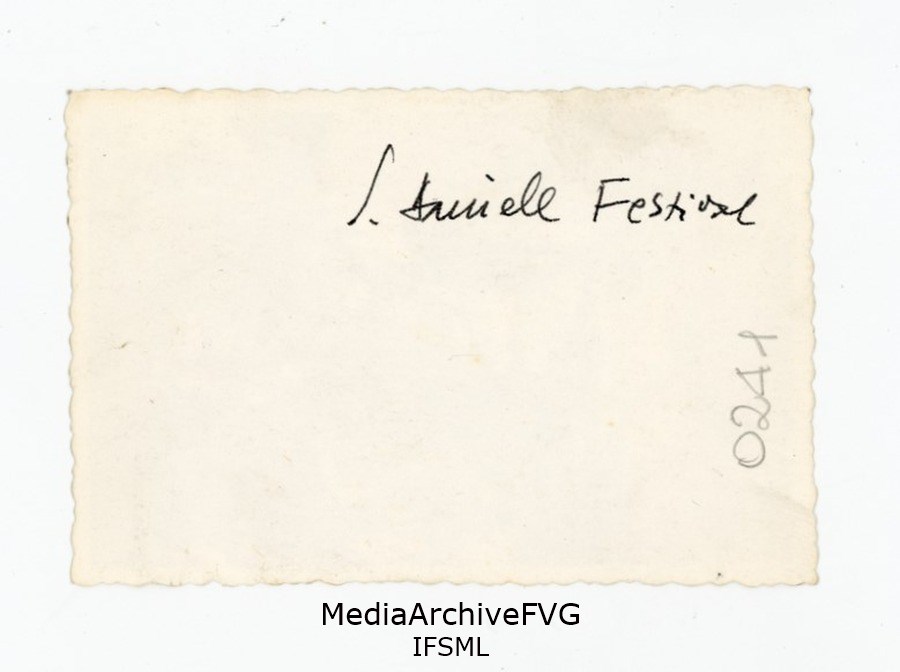 S. Daniele Festival
0241
MediaArchiveFVG
IFSML